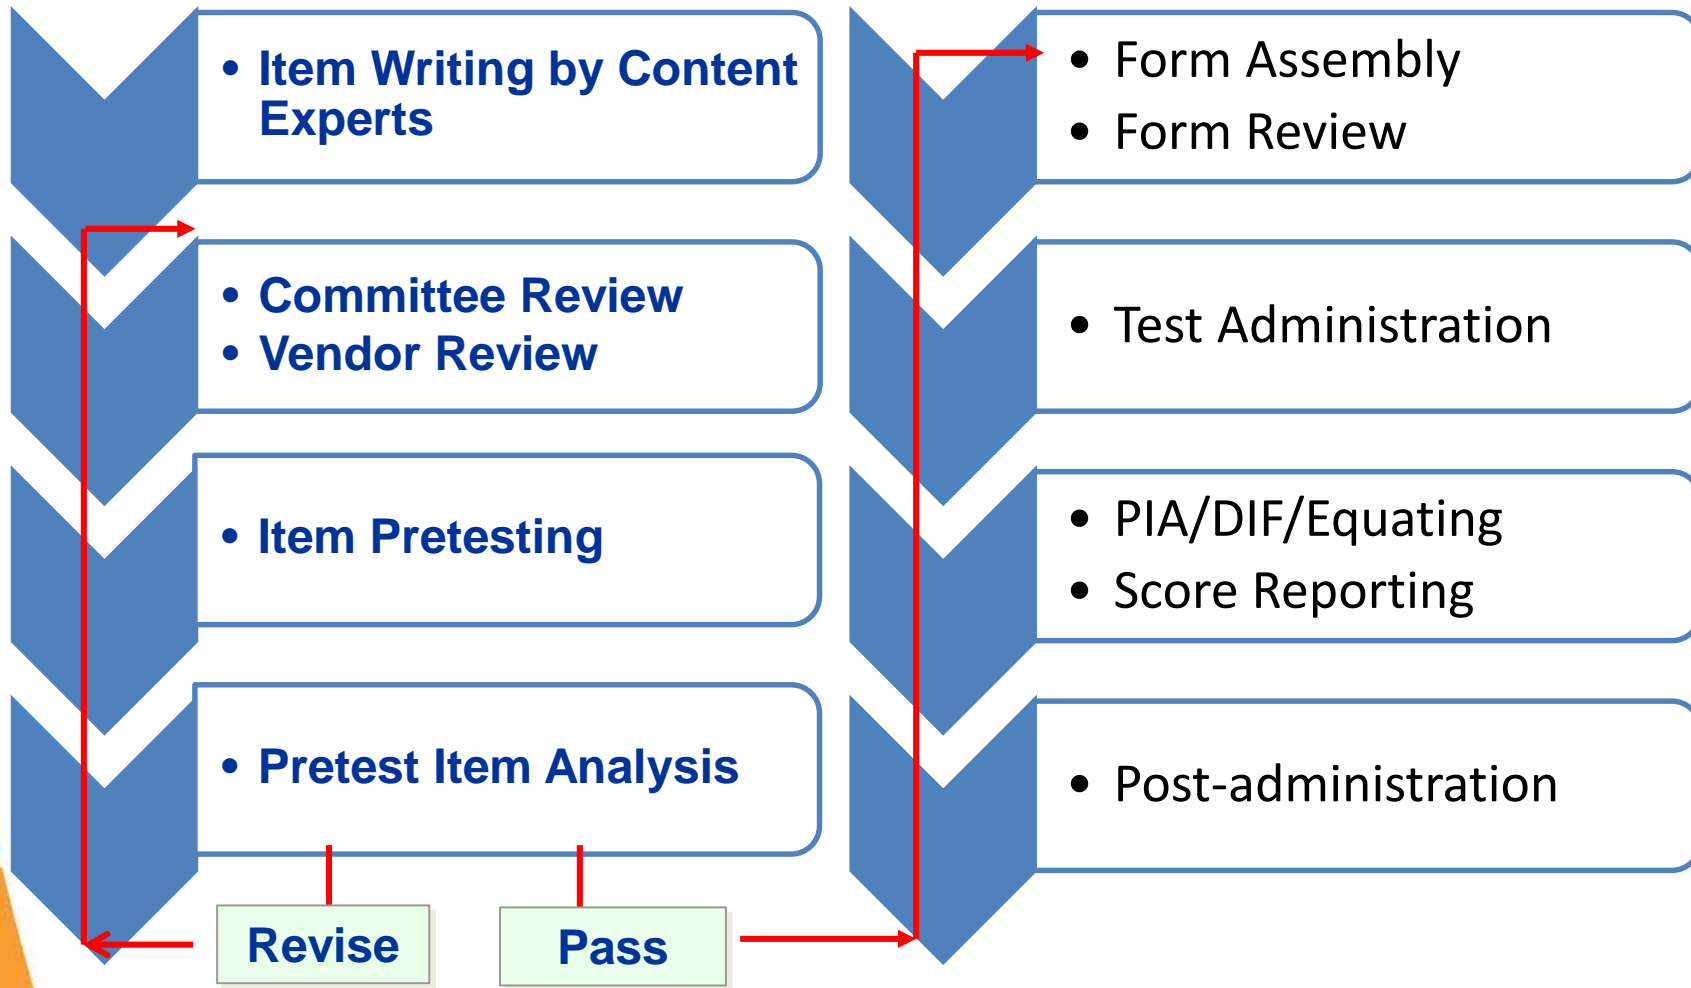 • Item Writing by Content
Experts
• Committee Review
• Vendor Review
• Item Pretesting
• Pretest Item Analysis
Revise
Pass
• Form Assembly
• Form Review
• Test Administration
• PIA/DIF/Equating
• Score Reporting
• Post-administration